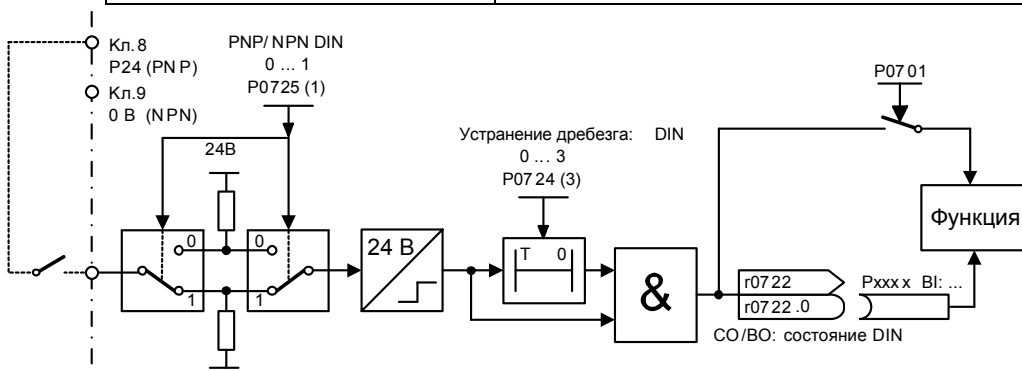 Кл.8
P24 (PNP)
Кл.9
0 В (NPN)
PNP/NPN DIN
0 ... 1
P0725 (1)
24В
0
0
1
1
24 В
Устранение дребезга: DIN
0 ... 3
P0724 (3)
T 0
&
P0701
Функция
r0722
r0722.0
Pxxxx BI: ...
CO/BO: состояние DIN